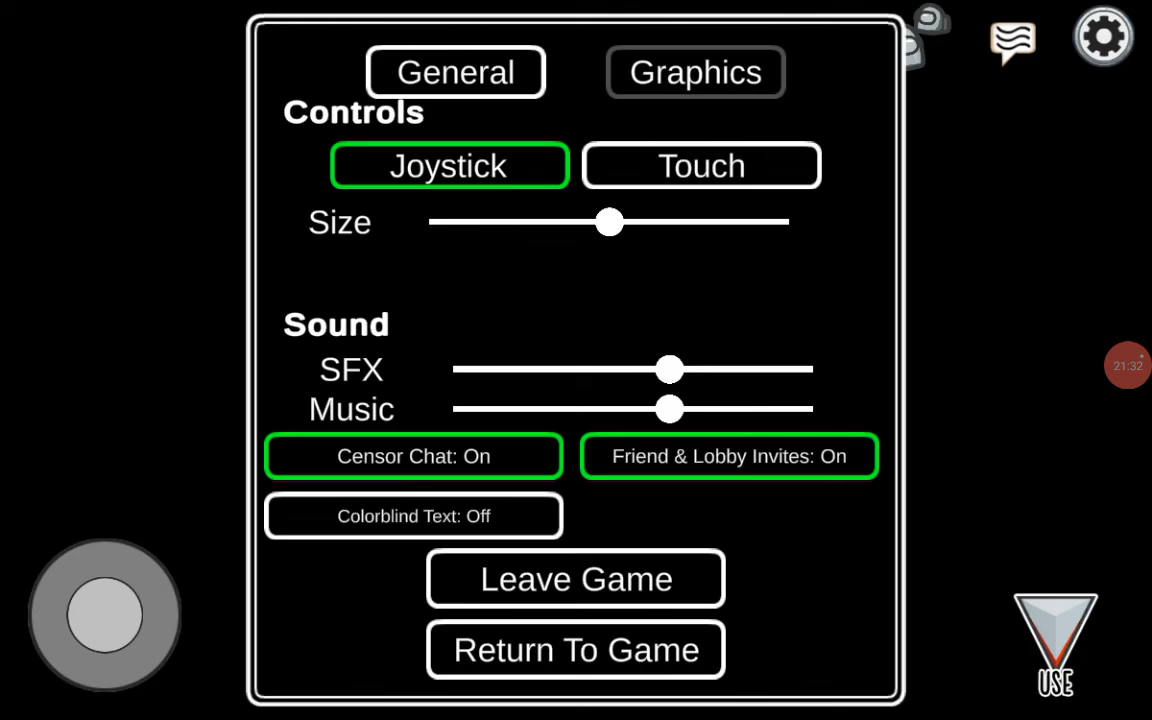 General
Graphics
Controls
Joystick
Touch
Size
Sound
SFX
Music
Censor Chat: On
Friend & Lobby Invites: On
Colorblind Text: Off
Leave Game
Return To Game
21:32
USE